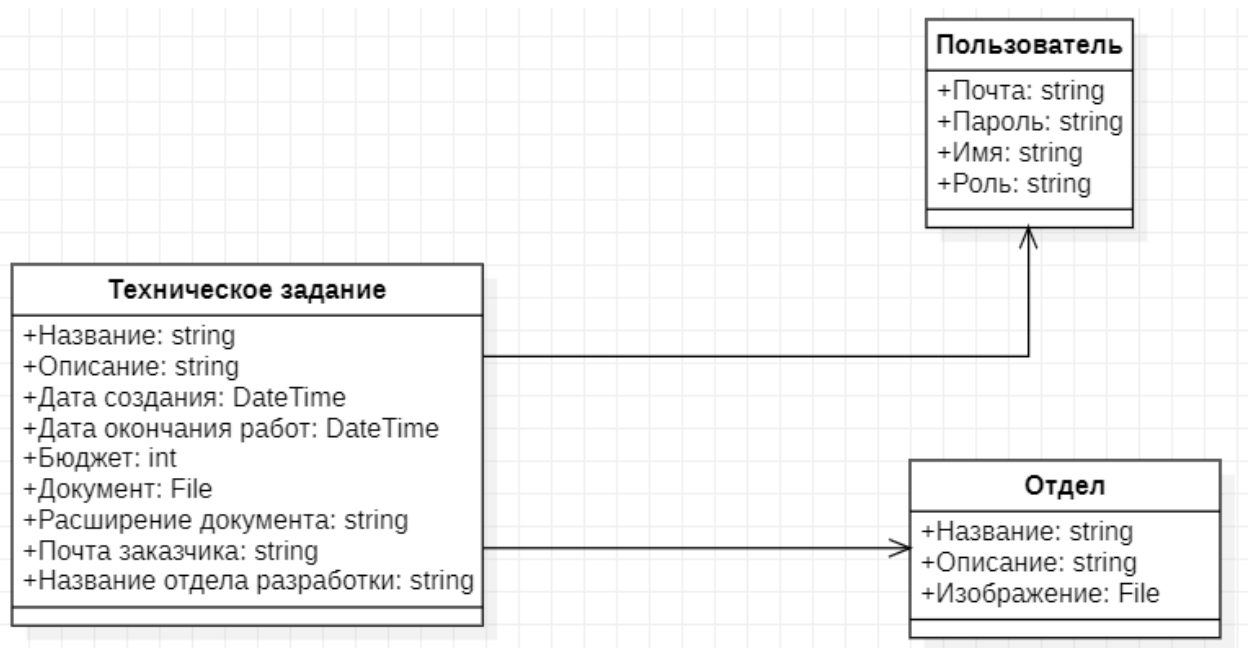 Пользователь
+Почта: string
+Пароль: string
+Имя: string
+Роль: string
Техническое задание
+Название: string
+Описание: string
+Дата создания: DateTime
+Дата окончания работ: DateTime
+Бюджет: int
+Документ: File
+Расширение документа: string
+Почта заказчика: string
+Название отдела разработки: string
Отдел
+Название: string
+Описание: string
+Изображение: File